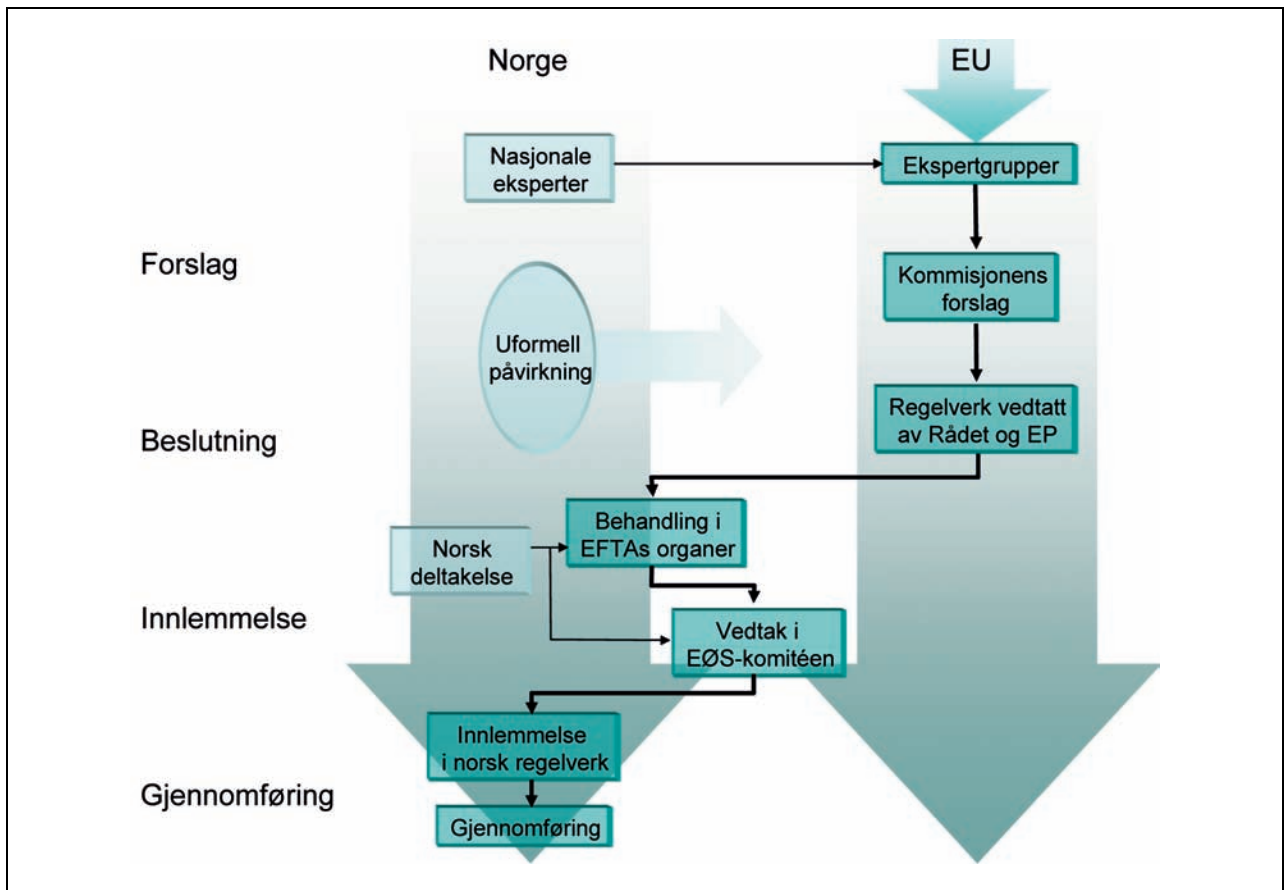 Norge
EU
Nasjonale
eksperter
Ekspertgrupper
Forslag
Kommisjonens
forslag
Uformell
påvirkning
Regelverk vedtatt
av Rådet og EP
Beslutning
Behandling i
EFTAs organer
Norsk
deltakelse
Innlemmelse
Vedtak i
EØS-komitéen
Innlemmelse
i norsk regelverk
Gjennomføring
Gjennomføring